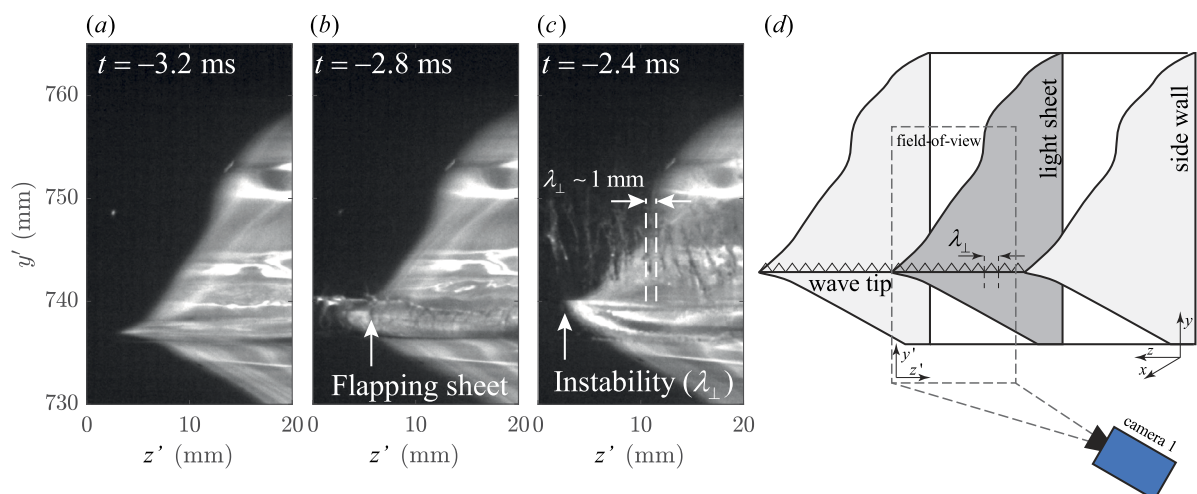 (a)
t = −3.2 ms
760
750
740
730
y' (mm)
0
10
20
z' (mm)
(b)
t = −2.8 ms
Flapping sheet
0
10
20
z' (mm)
(c)
t = −2.4 ms
λ⊥ ~ 1 mm
Instability (λ⊥)
0
10
20
z' (mm)
(d)
field-of-view
light sheet
side wall
λ⊥
wave tip
y'
z'
y
z
x
camera 1